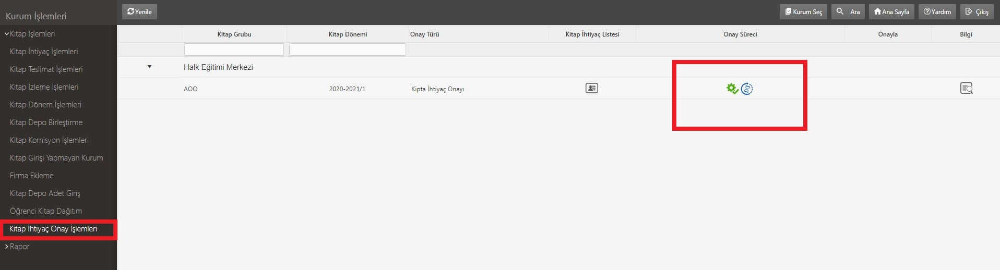 Kurum İşlemleri
Yenile
Kurum Seç
Ara
Ana Sayfa
Yardım
Çıkış
Kitap İşlemleri
Kitap İhtiyaç İşlemleri
Kitap Teslimat İşlemleri
Kitap İzleme İşlemleri
Kitap Dönem İşlemleri
Kitap Depo Birleştirme
Kitap Komisyon İşlemleri
Kitap Girişi Yapmayan Kurum
Firma Ekleme
Kitap Depo Adet Giriş
Öğrenci Kitap Dağıtım
Kitap İhtiyaç Onay İşlemleri
Rapor
Kitap Grubu Kitap Dönemi Onay Türü Kitap İhtiyaç Listesi Onay Süreci Onayla Bilgi
Halk Eğitimi Merkezi
AOO 2020-2021/1 Kipta İhtiyaç Onayı